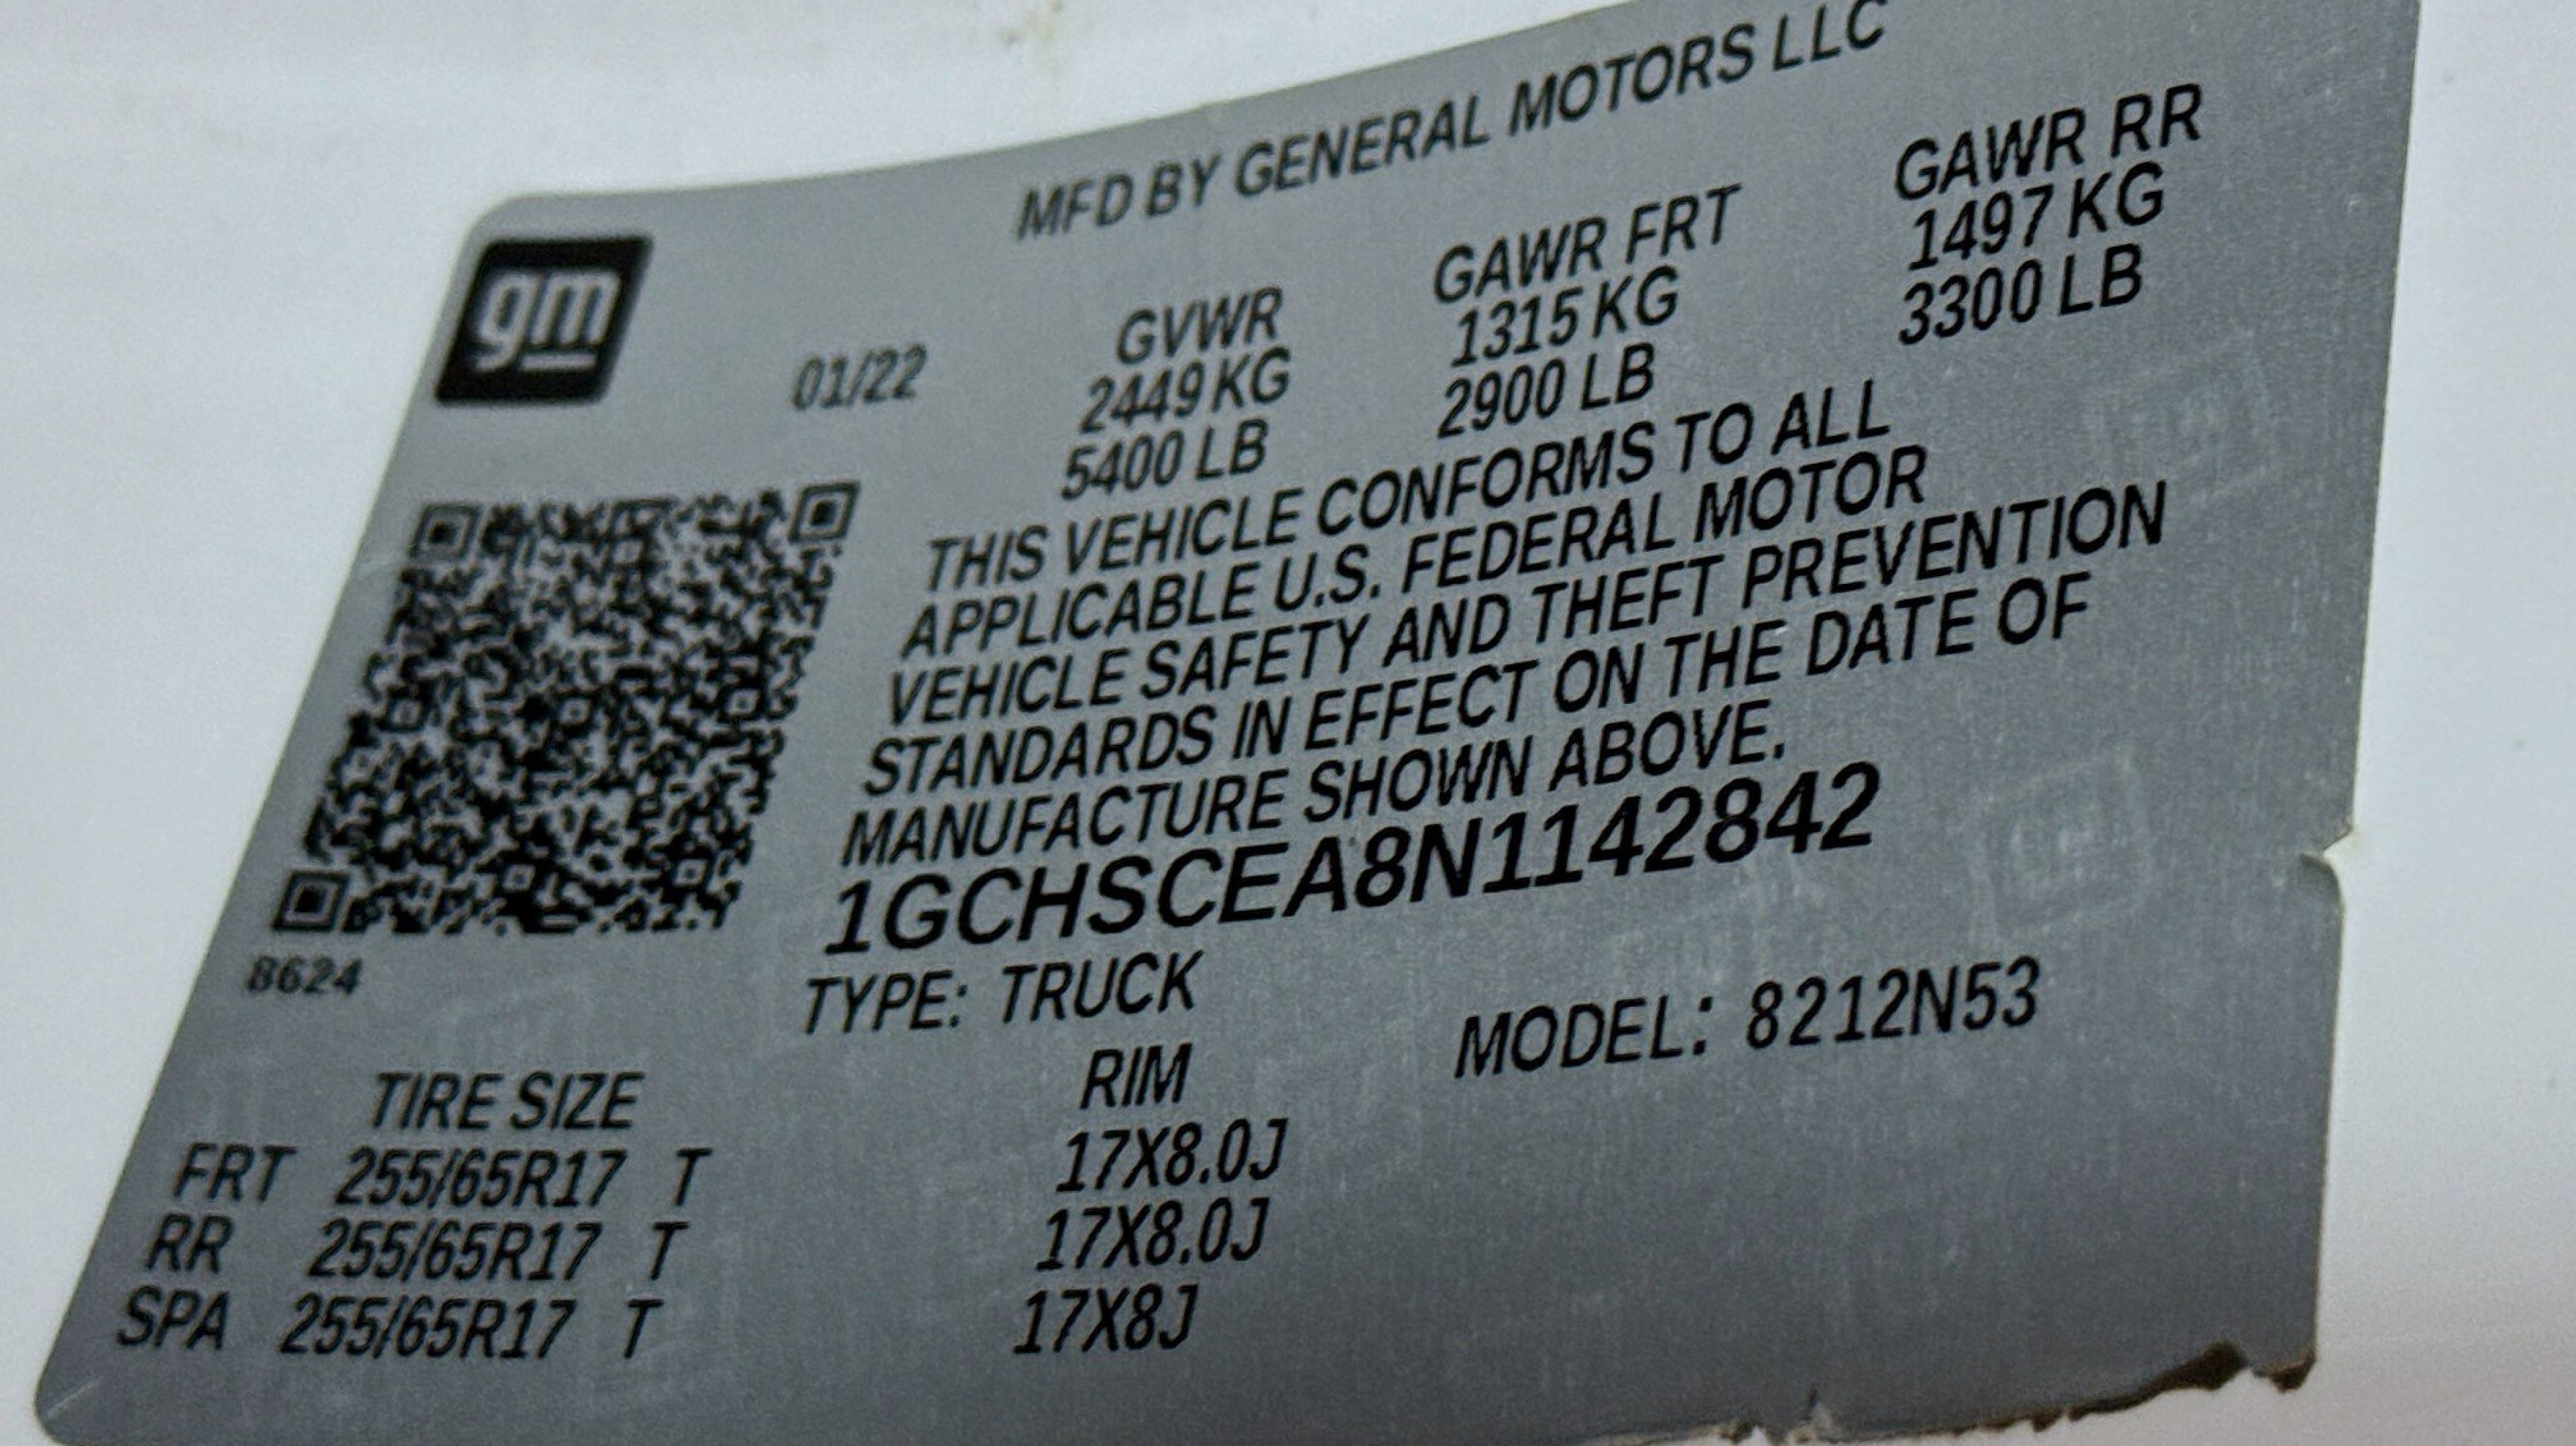 MFD BY GENERAL MOTORS LLC
gm
01/22
GVWR GAWR FRT GAWR RR
2449 KG 1315 KG 1497 KG
5400 LB 2900 LB 3300 LB
THIS VEHICLE CONFORMS TO ALL
APPLICABLE U.S. FEDERAL MOTOR
VEHICLE SAFETY AND THEFT PREVENTION
STANDARDS IN EFFECT ON THE DATE OF
MANUFACTURE SHOWN ABOVE.
1GCHSCEA8N1142842
8624
TYPE: TRUCK MODEL: 8212N53
TIRE SIZE RIM
FRT 255/65R17 T 17X8.0J
RR 255/65R17 T 17X8.0J
SPA 255/65R17 T 17X8J